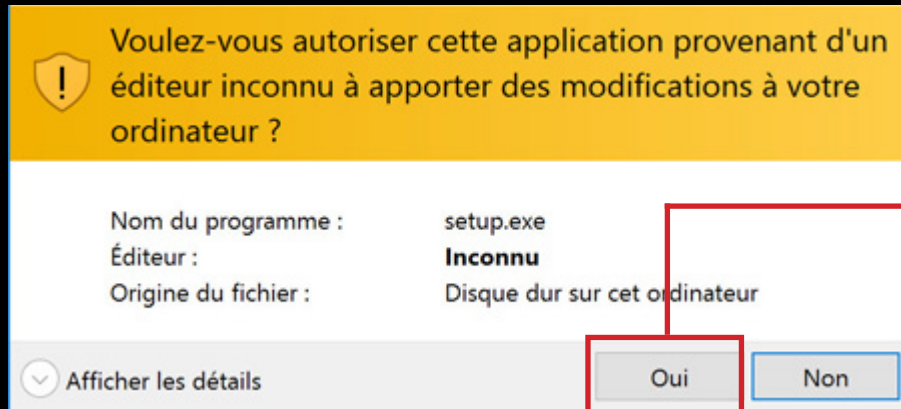 Voulez-vous autoriser cette application provenant d'un
éditeur inconnu à apporter des modifications à votre
ordinateur ?
Nom du programme : setup.exe
Éditeur : Inconnu
Origine du fichier : Disque dur sur cet ordinateur
Afficher les détails Oui Non